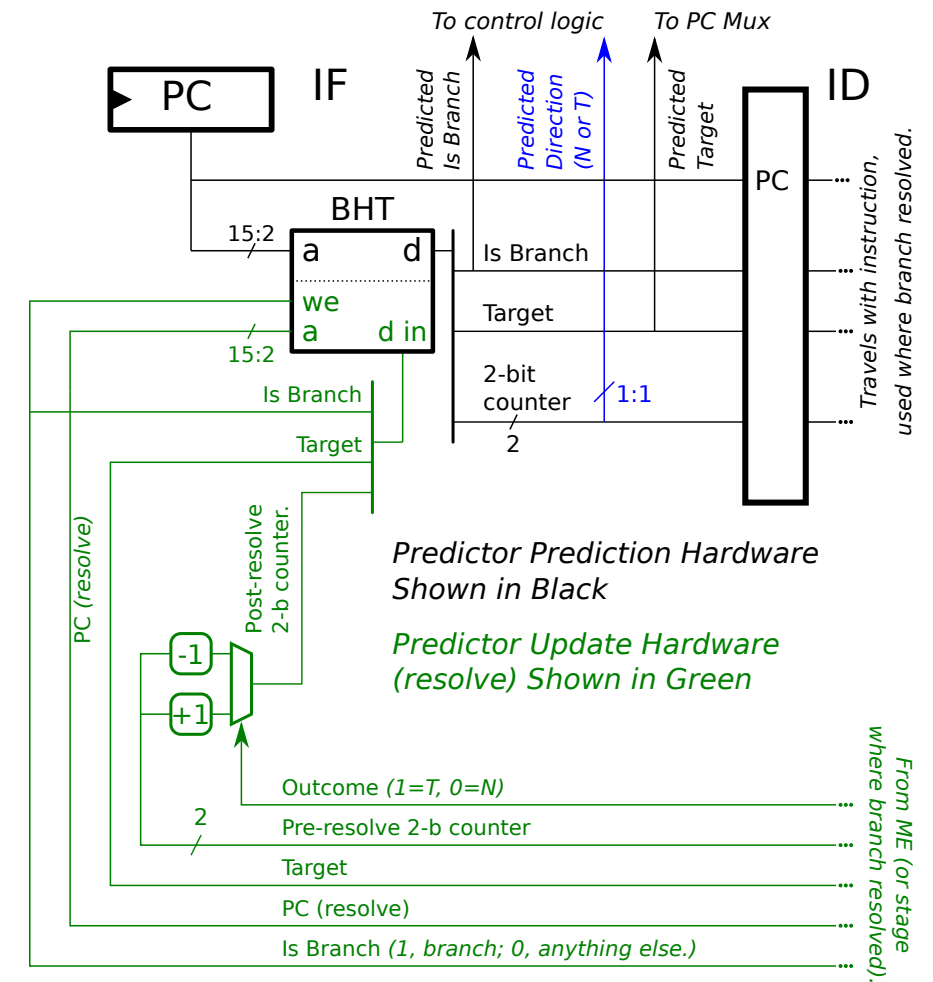 To control logic
To PC Mux
PC
IF
ID
Predicted
Is Branch
Predicted
Direction
(N or T)
Predicted
Target
PC
Travels with instruction,
used where branch resolved.
BHT
15:2
a
d
we
a
d in
15:2
Is Branch
Target
2-bit
counter
2
1:1
Is Branch
Target
PC (resolve)
Post-resolve
2-b counter.
Predictor Prediction Hardware
Shown in Black
Predictor Update Hardware
(resolve) Shown in Green
-1
+1
Outcome (1=T, 0=N)
2
Pre-resolve 2-b counter
Target
PC (resolve)
Is Branch (1, branch; 0, anything else.)
From ME (or stage
where branch resolved).